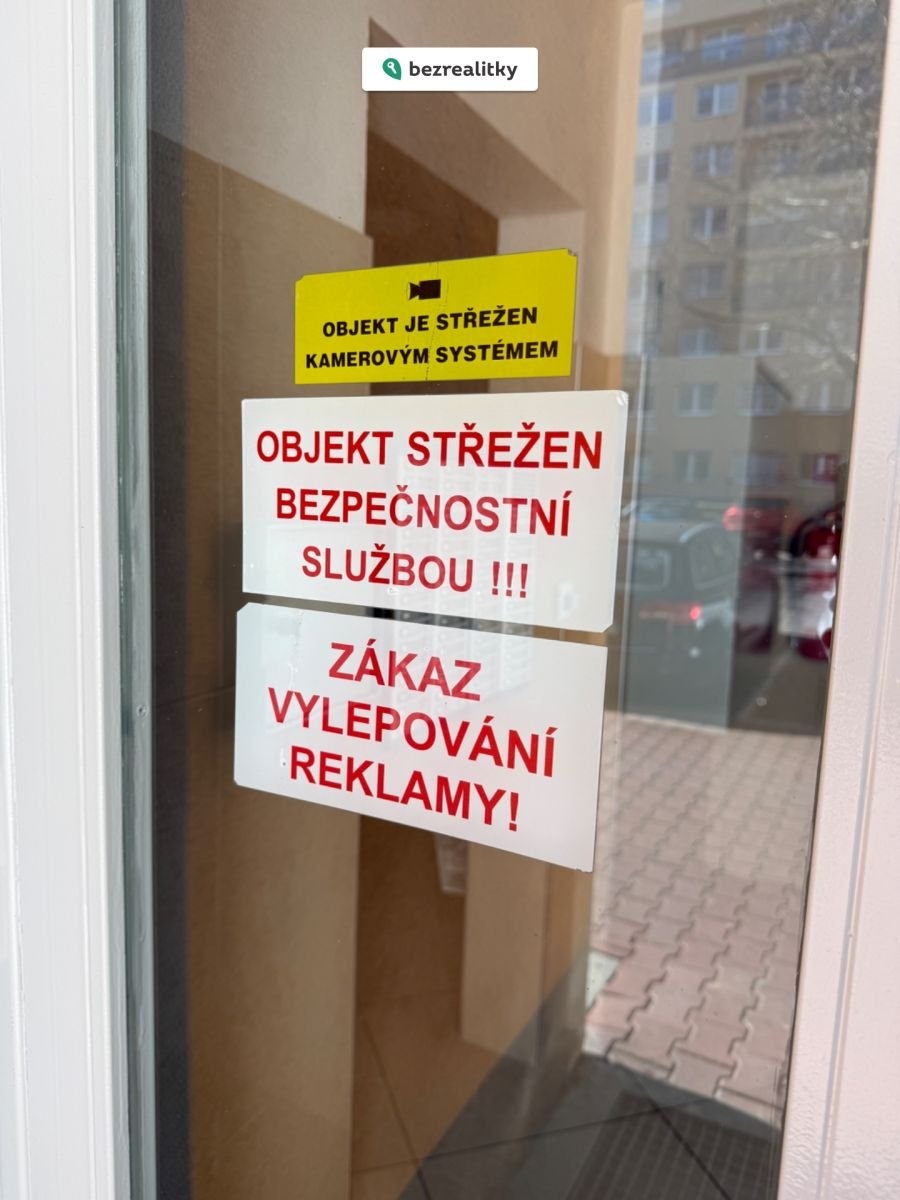 bezrealitky
OBJEKT JE STŘEŽEN
KAMEROVÝM SYSTÉMEM
OBJEKT STŘEŽEN
BEZPEČNOSTNÍ
SLUŽBOU !!!
ZÁKAZ
VYLEPOVÁNÍ
REKLAMY!